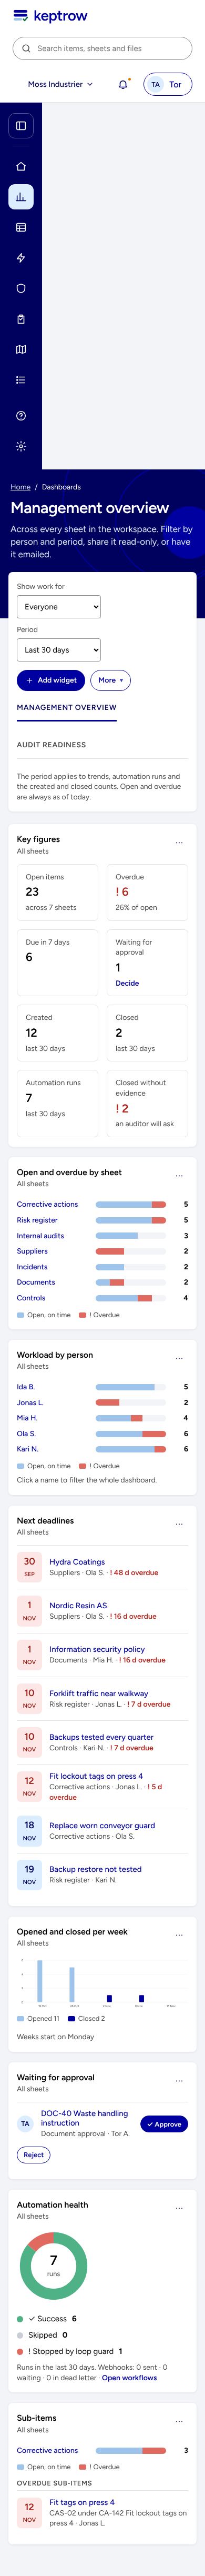 keptrow
Search items, sheets and files
Moss Industrier
TA Tor
Home / Dashboards
Management overview
Across every sheet in the workspace. Filter by
person and period, share it read-only, or have
it emailed.
Show work for
Everyone
Period
Last 30 days
+ Add widget
More
MANAGEMENT OVERVIEW
AUDIT READINESS
The period applies to trends, automation runs and
the created and closed counts. Open and overdue
are always as of today.
Key figures
All sheets
...
Open items
23
across 7 sheets
Overdue
! 6
26% of open
Due in 7 days
6
Waiting for
approval
1
Decide
Created
12
last 30 days
Closed
2
last 30 days
Automation runs
7
last 30 days
Closed without
evidence
! 2
an auditor will ask
Open and overdue by sheet
All sheets
...
Corrective actions 5
Risk register 5
Internal audits 3
Suppliers 2
Incidents 2
Documents 2
Controls 4
Open, on time ! Overdue
Workload by person
All sheets
...
Ida B. 5
Jonas L. 2
Mia H. 4
Ola S. 6
Kari N. 6
Open, on time ! Overdue
Click a name to filter the whole dashboard.
Next deadlines
All sheets
...
30 SEP
Hydra Coatings
Suppliers · Ola S. · ! 48 d overdue
1 NOV
Nordic Resin AS
Suppliers · Ola S. · ! 16 d overdue
1 NOV
Information security policy
Documents · Mia H. · ! 16 d overdue
10 NOV
Forklift traffic near walkway
Risk register · Jonas L. · ! 7 d overdue
10 NOV
Backups tested every quarter
Controls · Kari N. · ! 7 d overdue
12 NOV
Fit lockout tags on press 4
Corrective actions · Jonas L. · ! 5 d
overdue
18 NOV
Replace worn conveyor guard
Corrective actions · Ola S.
19 NOV
Backup restore not tested
Risk register · Kari N.
Opened and closed per week
All sheets
...
Opened 11 Closed 2
Weeks start on Monday
Waiting for approval
All sheets
...
TA
DOC-40 Waste handling
instruction
Document approval · Tor A.
✓ Approve
Reject
Automation health
All sheets
...
7
runs
✓ Success 6
Skipped 0
! Stopped by loop guard 1
Runs in the last 30 days. Webhooks: 0 sent · 0
waiting · 0 in dead letter · Open workflows
Sub-items
All sheets
...
Corrective actions 3
Open, on time ! Overdue
OVERDUE SUB-ITEMS
12 NOV
Fit tags on press 4
CAS-02 under CA-142 Fit lockout tags on
press 4 · Jonas L.